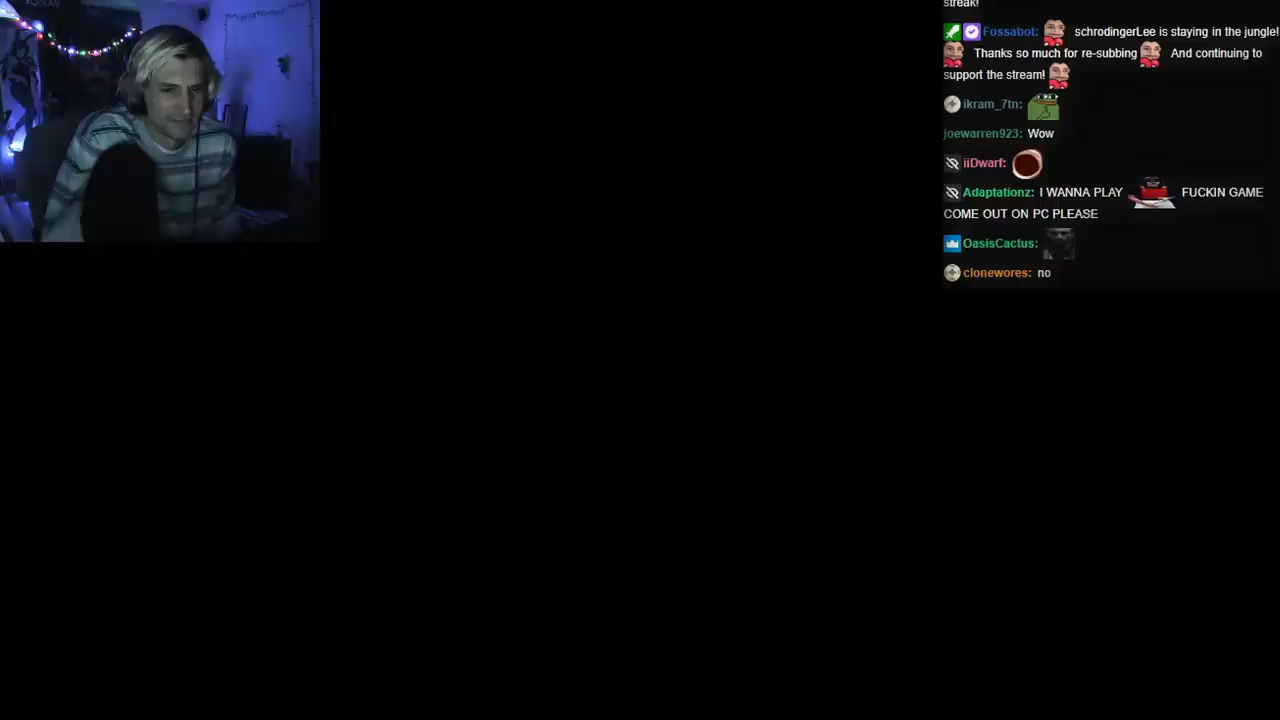 streak!
Fossabot: schrodingerLee is staying in the jungle!
Thanks so much for re-subbing And continuing to
support the stream!
ikram_7tn:
joewarren923: Wow
iiDwarf:
Adaptationz: I WANNA PLAY FUCKIN GAME
COME OUT ON PC PLEASE
OasisCactus:
clonewores: no